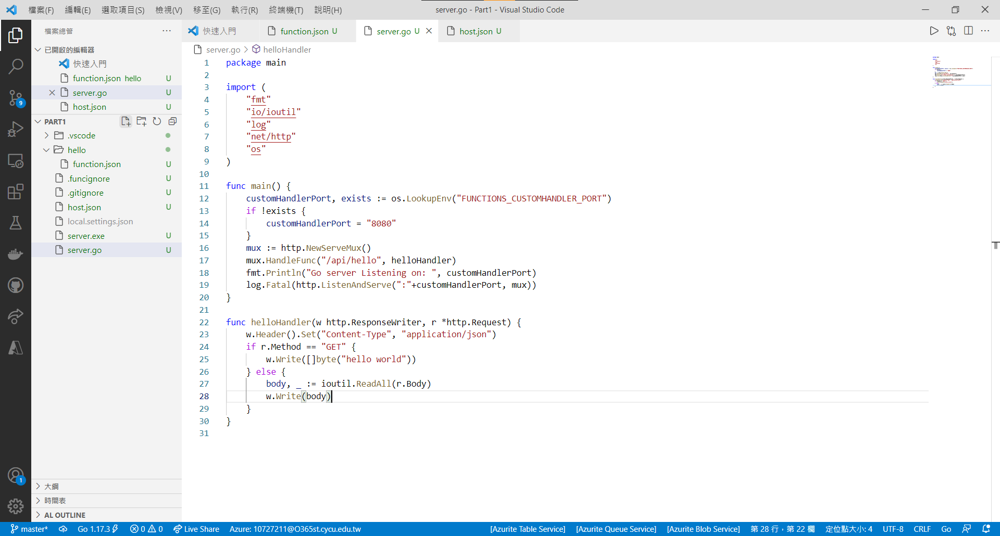 檔案(F) 編輯(E) 選取項目(S) 檢視(V) 移至(G) 執行(R) 終端機(T) 說明(H)
server.go - Part1 - Visual Studio Code
檔案總管
已開啟的編輯器
快速入門
function.json hello U
server.go U
host.json U
PART1
.vscode
hello
function.json U
.funcignore U
.gitignore U
host.json U
local.settings.json
server.exe U
server.go U
大綱
時間表
AL OUTLINE
9
1
快速入門 function.json U server.go U host.json U
server.go > helloHandler
1 package main
2
3 import (
4 "fmt"
5 "io/ioutil"
6 "log"
7 "net/http"
8 "os"
9 )
10
11 func main() {
12 customHandlerPort, exists := os.LookupEnv("FUNCTIONS_CUSTOMHANDLER_PORT")
13 if !exists {
14 customHandlerPort = "8080"
15 }
16 mux := http.NewServeMux()
17 mux.HandleFunc("/api/hello", helloHandler)
18 fmt.Println("Go server Listening on: ", customHandlerPort)
19 log.Fatal(http.ListenAndServe(":"+customHandlerPort, mux))
20 }
21
22 func helloHandler(w http.ResponseWriter, r *http.Request) {
23 w.Header().Set("Content-Type", "application/json")
24 if r.Method == "GET" {
25 w.Write([]byte("hello world"))
26 } else {
27 body, _ := ioutil.ReadAll(r.Body)
28 w.Write(body)
29 }
30 }
31
master* Go 1.17.3 0 0 Live Share Azure: 10727211@O365st.cycu.edu.tw [Azurite Table Service] [Azurite Queue Service] [Azurite Blob Service] 第 28 行，第 22 欄 定位點大小: 4 UTF-8 CRLF Go